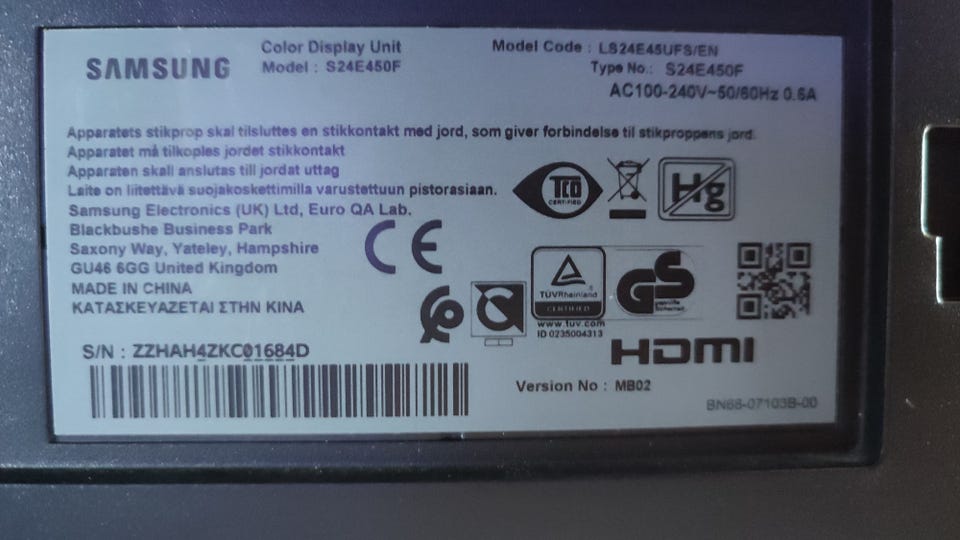 SAMSUNG
Color Display Unit
Model : S24E450F
Model Code : LS24E45UFS/EN
Type No.: S24E450F
AC100-240V~50/60Hz 0.6A
Apparatets stikprop skal tilsluttes en stikkontakt med jord, som giver forbindelse til stikproppens jord.
Apparatet må tilkoples jordet stikkontakt
Apparaten skall anslutas till jordat uttag
Laite on liitettävä suojakoskettimilla varustettuun pistorasiaan.
Samsung Electronics (UK) Ltd, Euro QA Lab.
Blackbushe Business Park
Saxony Way, Yateley, Hampshire
GU46 6GG United Kingdom
MADE IN CHINA
ΚΑΤΑΣΚΕΥΑΖΕΤΑΙ ΣΤΗΝ ΚΙΝΑ
CE
TCO
CERTIFIED
Hg
TÜVRheinland
CERTIFIED
www.tuv.com
ID 0235004313
GS
geprüfte
Sicherheit
HDMI
S/N : ZZHAH4ZKC01684D
Version No : MB02
BN68-07103B-00